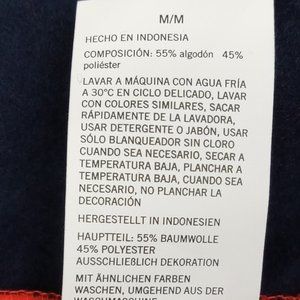 M/M
HECHO EN INDONESIA
COMPOSICIÓN: 55% algodón 45%
poliéster
LAVAR A MÁQUINA CON AGUA FRÍA
A 30°C EN CICLO DELICADO, LAVAR
CON COLORES SIMILARES, SACAR
RÁPIDAMENTE DE LA LAVADORA,
USAR DETERGENTE O JABÓN, USAR
SÓLO BLANQUEADOR SIN CLORO
CUANDO SEA NECESARIO, SECAR A
TEMPERATURA BAJA, PLANCHAR A
TEMPERATURA BAJA, CUANDO SEA
NECESARIO, NO PLANCHAR LA
DECORACIÓN
HERGESTELLT IN INDONESIEN
HAUPTTEIL: 55% BAUMWOLLE
45% POLYESTER
AUSSCHLIEßLICH DEKORATION
MIT ÄHNLICHEN FARBEN
WASCHEN, UMGEHEND AUS DER
WASCHMASCHINE